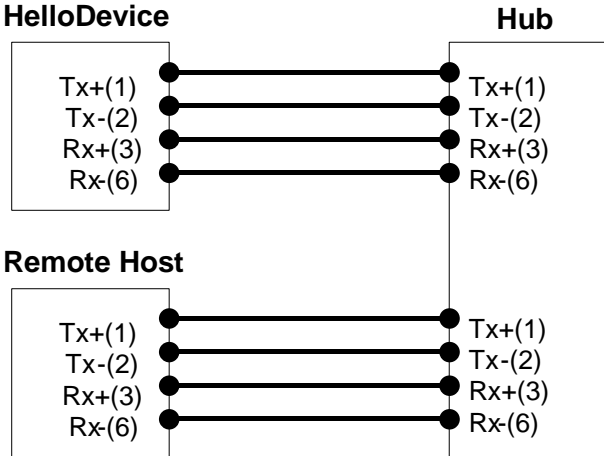 HelloDevice
Hub
Tx+(1)
Tx-(2)
Rx+(3)
Rx-(6)
Tx+(1)
Tx-(2)
Rx+(3)
Rx-(6)
Remote Host
Tx+(1)
Tx-(2)
Rx+(3)
Rx-(6)
Tx+(1)
Tx-(2)
Rx+(3)
Rx-(6)